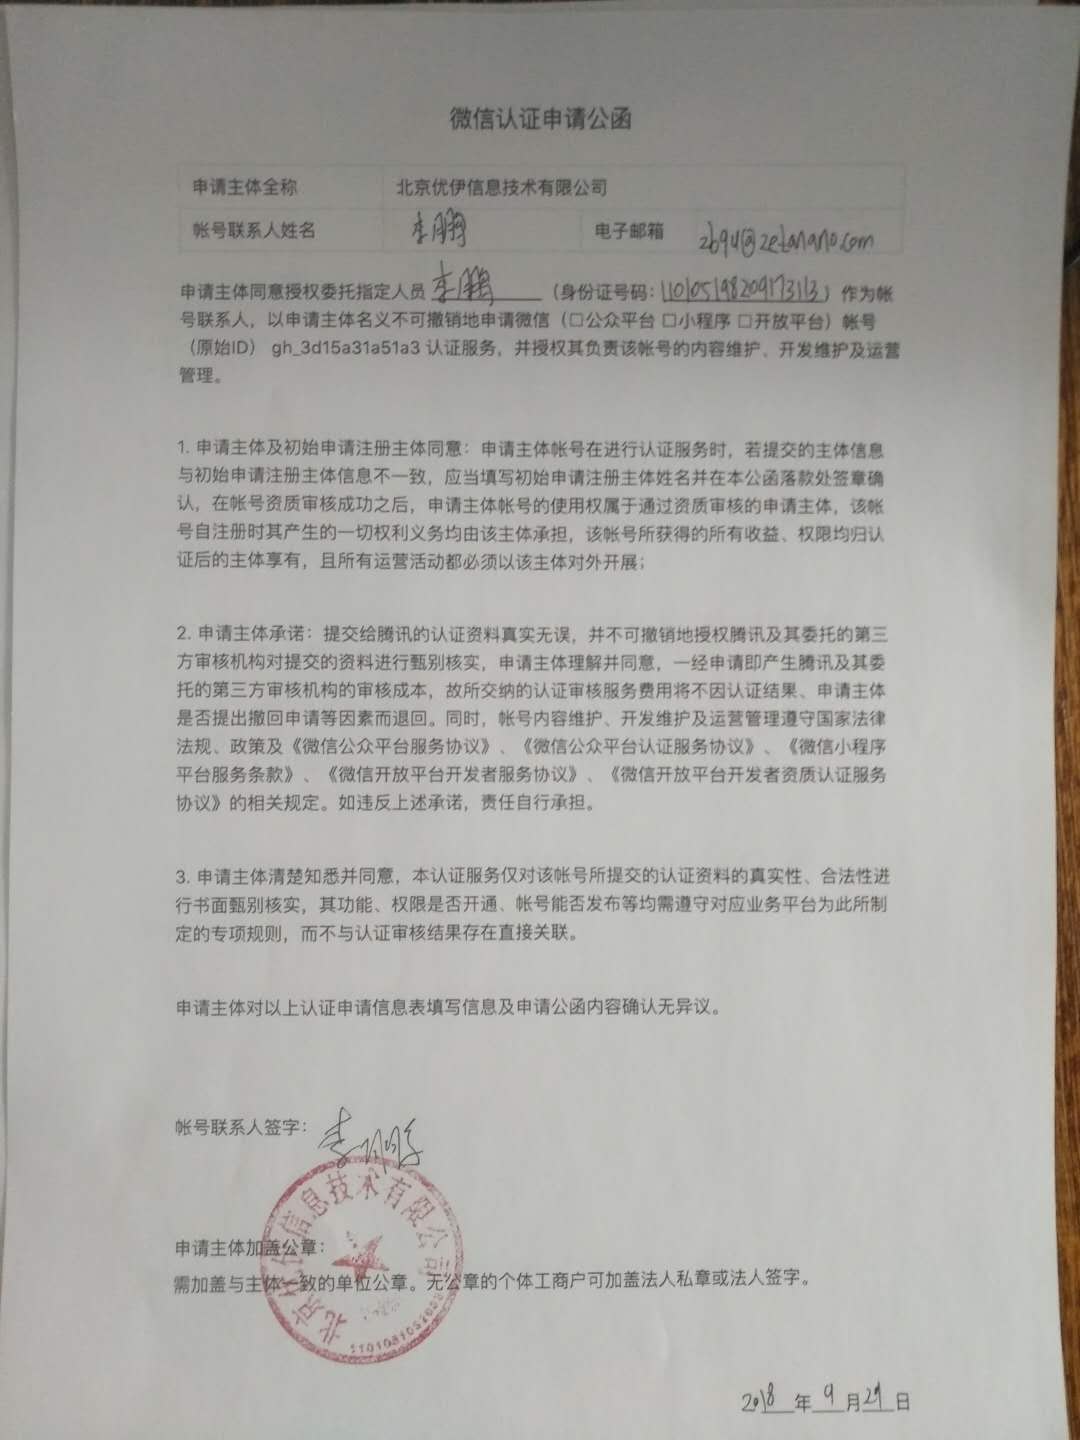 微信认证申请公函
申请主体全称 北京优伊信息技术有限公司
帐号联系人姓名 李鹏 电子邮箱 zb94@zetanano.com
申请主体同意授权委托指定人员 李鹏 (身份证号码:110105198209173113) 作为帐
号联系人，以申请主体名义不可撤销地申请微信（□公众平台 □小程序 □开放平台）帐号
（原始ID） gh_3d15a31a51a3 认证服务，并授权其负责该帐号的内容维护、开发维护及运营
管理。
1. 申请主体及初始申请注册主体同意：申请主体帐号在进行认证服务时，若提交的主体信息
与初始申请注册主体信息不一致，应当填写初始申请注册主体姓名并在本公函落款处签章确
认，在帐号资质审核成功之后，申请主体帐号的使用权属于通过资质审核的申请主体，该帐
号自注册时其产生的一切权利义务均由该主体承担，该帐号所获得的所有收益、权限均归认
证后的主体享有，且所有运营活动都必须以该主体对外开展；
2. 申请主体承诺：提交给腾讯的认证资料真实无误，并不可撤销地授权腾讯及其委托的第三
方审核机构对提交的资料进行甄别核实，申请主体理解并同意，一经申请即产生腾讯及其委
托的第三方审核机构的审核成本，故所交纳的认证审核服务费用将不因认证结果、申请主体
是否提出撤回申请等因素而退回。同时，帐号内容维护、开发维护及运营管理遵守国家法律
法规、政策及《微信公众平台服务协议》、《微信公众平台认证服务协议》、《微信小程序
平台服务条款》、《微信开放平台开发者服务协议》、《微信开放平台开发者资质认证服务
协议》的相关规定。如违反上述承诺，责任自行承担。
3. 申请主体清楚知悉并同意，本认证服务仅对该帐号所提交的认证资料的真实性、合法性进
行书面甄别核实，其功能、权限是否开通、帐号能否发布等均需遵守对应业务平台为此所制
定的专项规则，而不与认证审核结果存在直接关联。
申请主体对以上认证申请信息表填写信息及申请公函内容确认无异议。
帐号联系人签字： 李鹏
北京优伊信息技术有限公司
申请主体加盖公章：
需加盖与主体一致的单位公章。无公章的个体工商户可加盖法人私章或法人签字。
2018 年 9 月 29 日